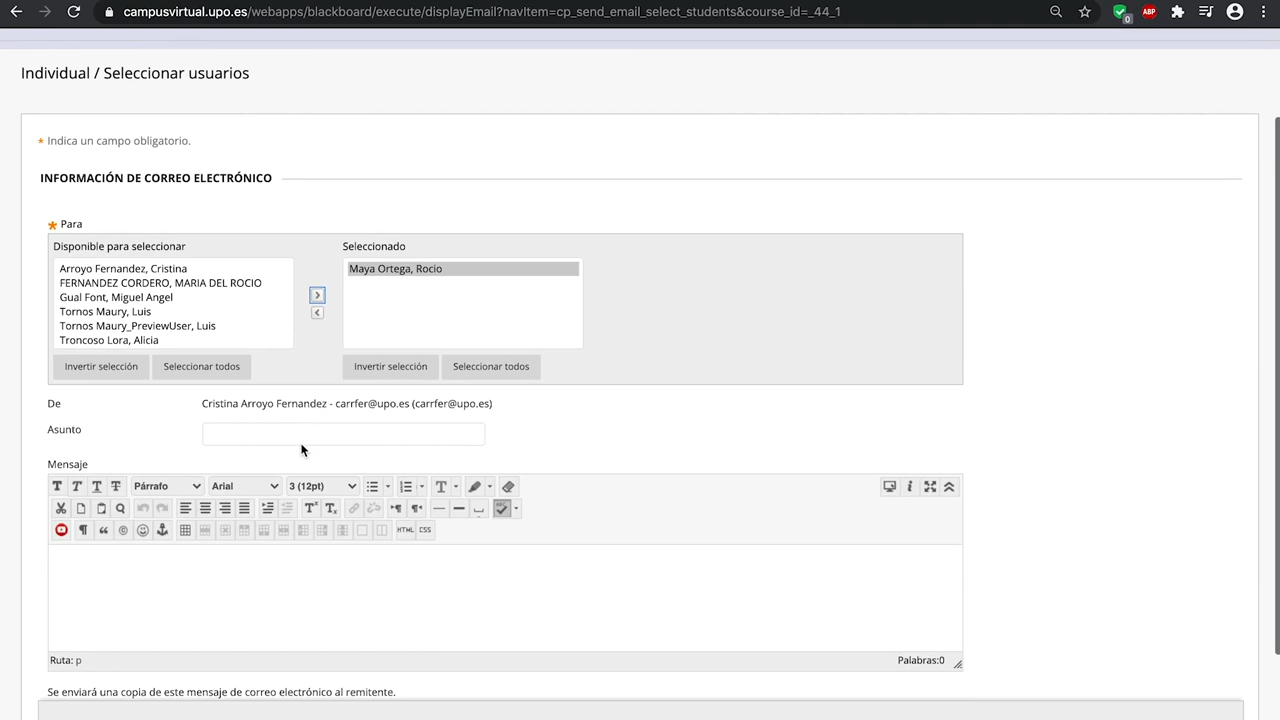 campusvirtual.upo.es/webapps/blackboard/execute/displayEmail?navItem=cp_send_email_select_students&course_id=_44_1
0
ABP
Individual / Seleccionar usuarios
* Indica un campo obligatorio.
INFORMACIÓN DE CORREO ELECTRÓNICO
* Para
Disponible para seleccionar
Seleccionado
Arroyo Fernandez, Cristina
FERNANDEZ CORDERO, MARIA DEL ROCIO
Gual Font, Miguel Angel
Tornos Maury, Luis
Tornos Maury_PreviewUser, Luis
Troncoso Lora, Alicia
Maya Ortega, Rocio
Invertir selección
Seleccionar todos
Invertir selección
Seleccionar todos
De
Cristina Arroyo Fernandez - carrfer@upo.es (carrfer@upo.es)
Asunto
Mensaje
T T T T Párrafo Arial 3 (12pt) T
HTML CSS
Ruta: p
Palabras:0
Se enviará una copia de este mensaje de correo electrónico al remitente.